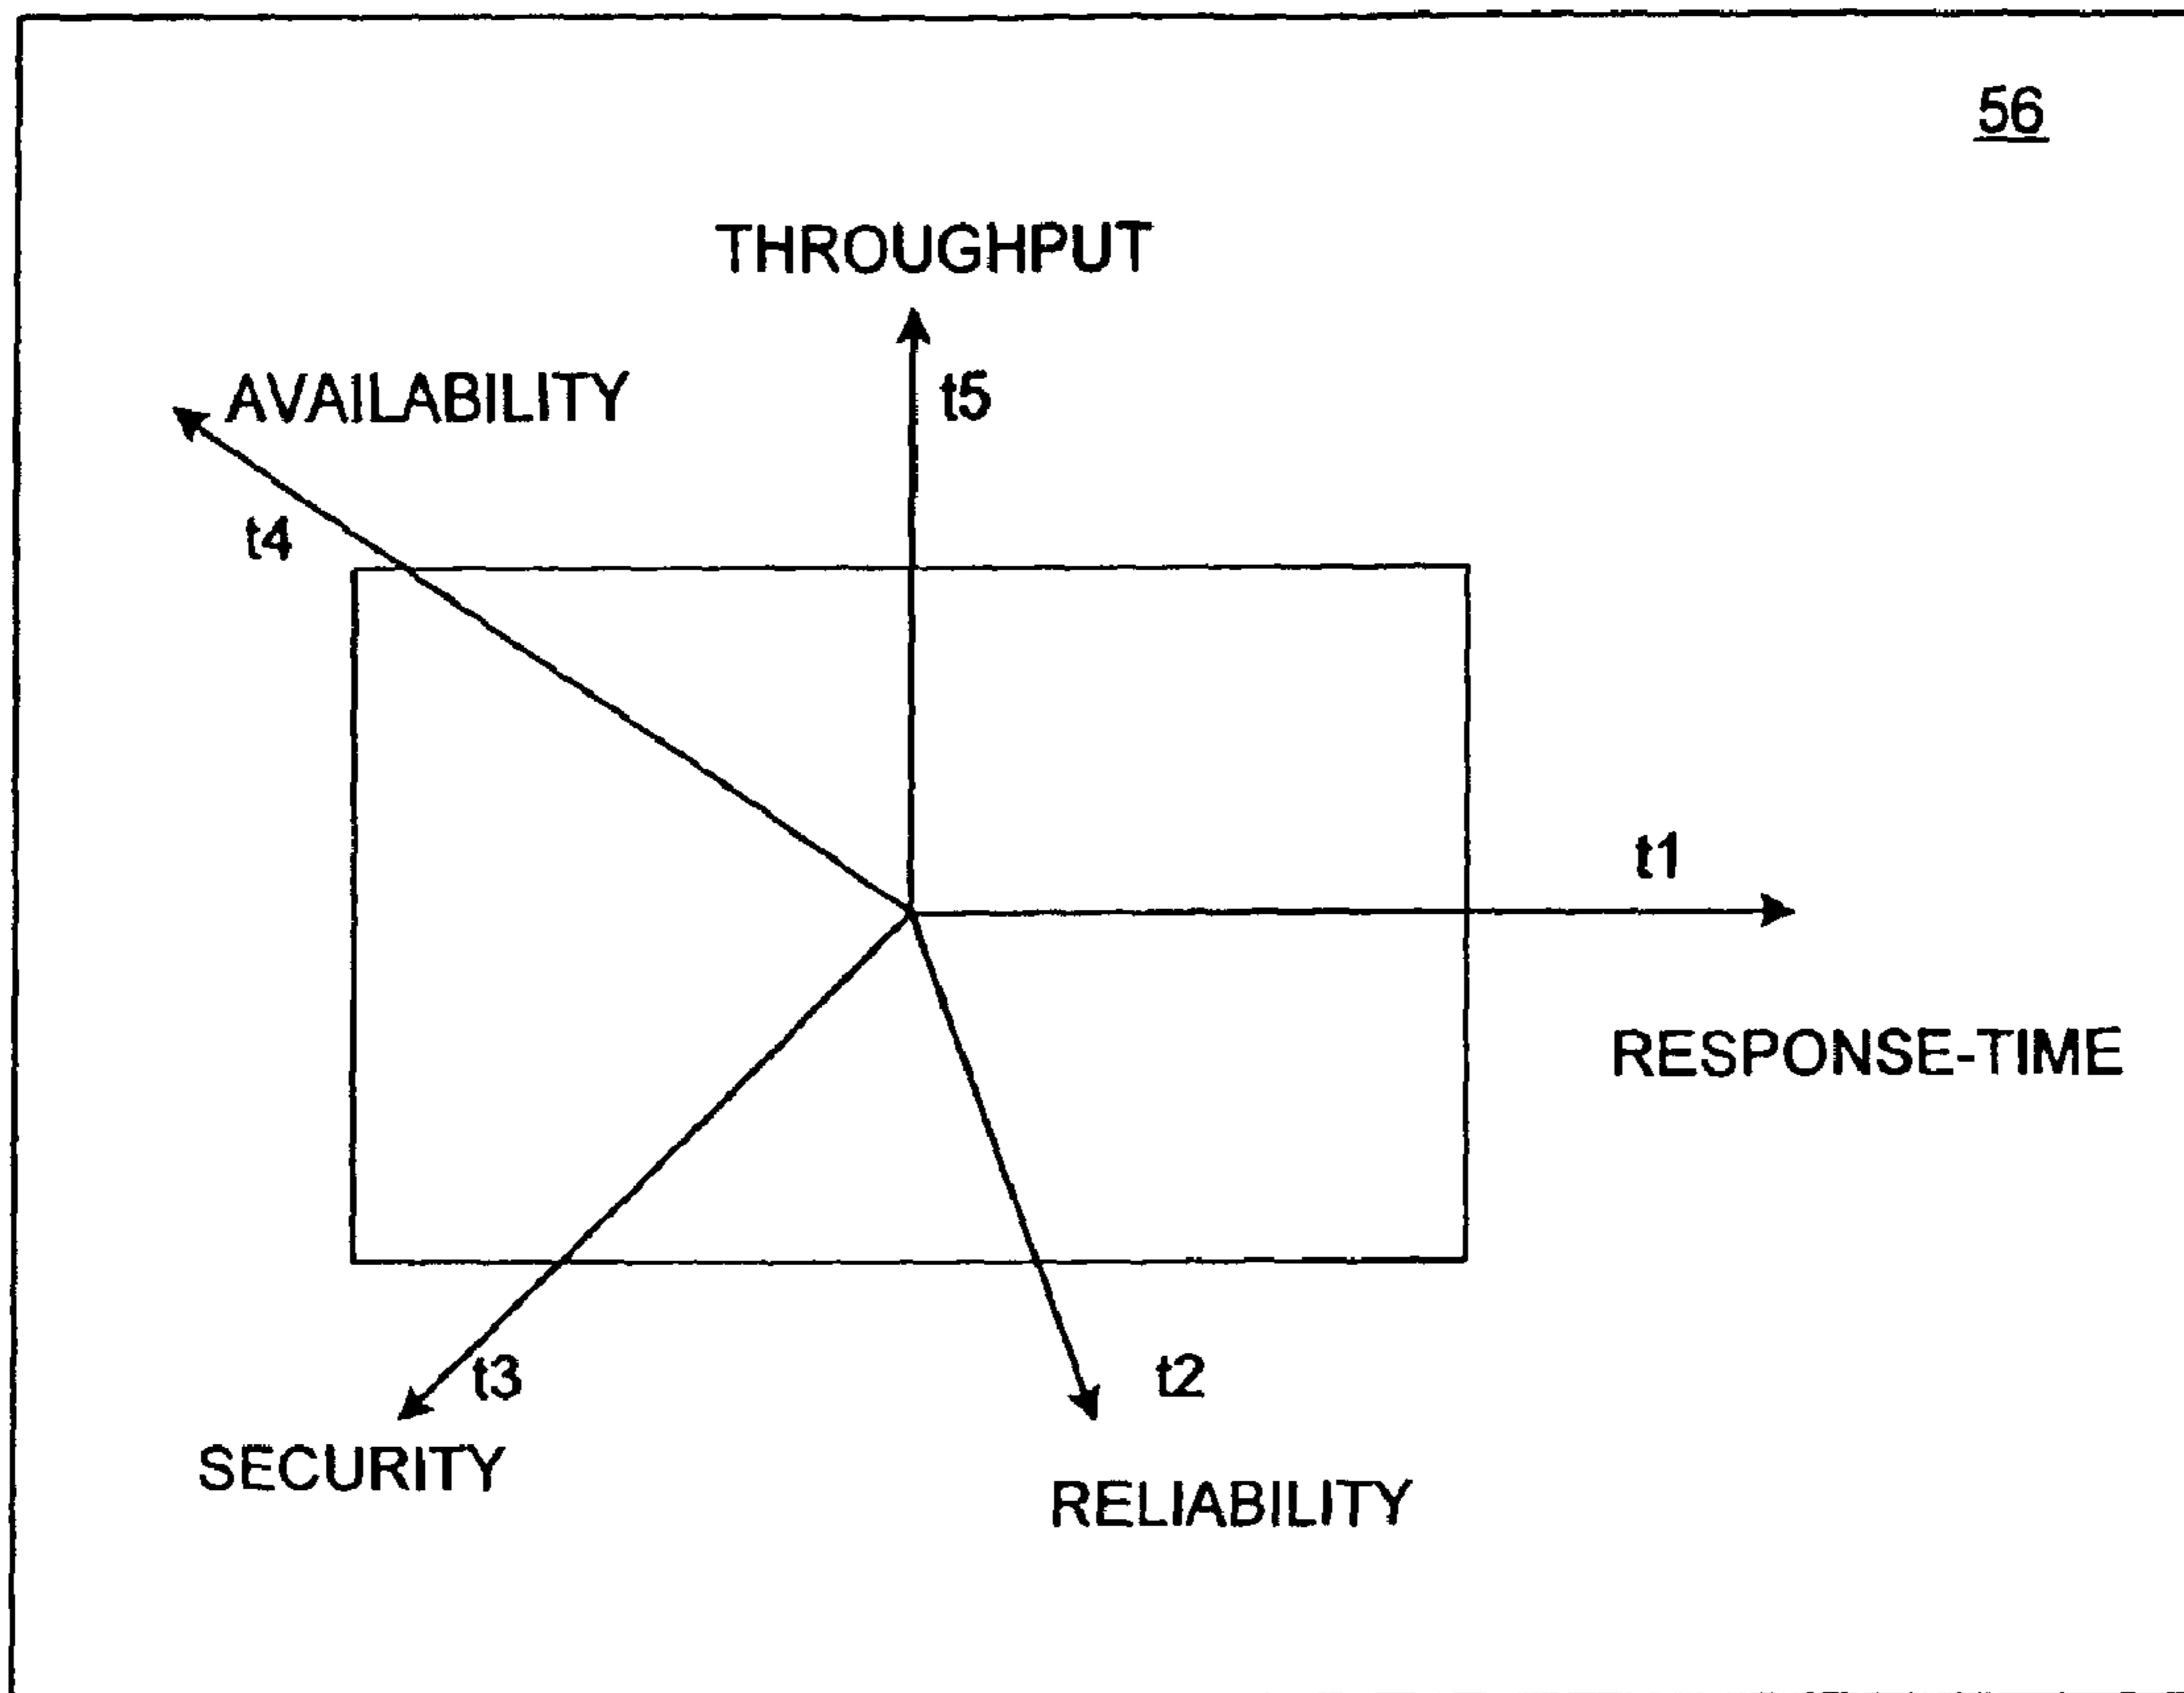 56
THROUGHPUT
AVAILABILITY
t5
t4
t1
RESPONSE-TIME
t3
t2
SECURITY
RELIABILITY